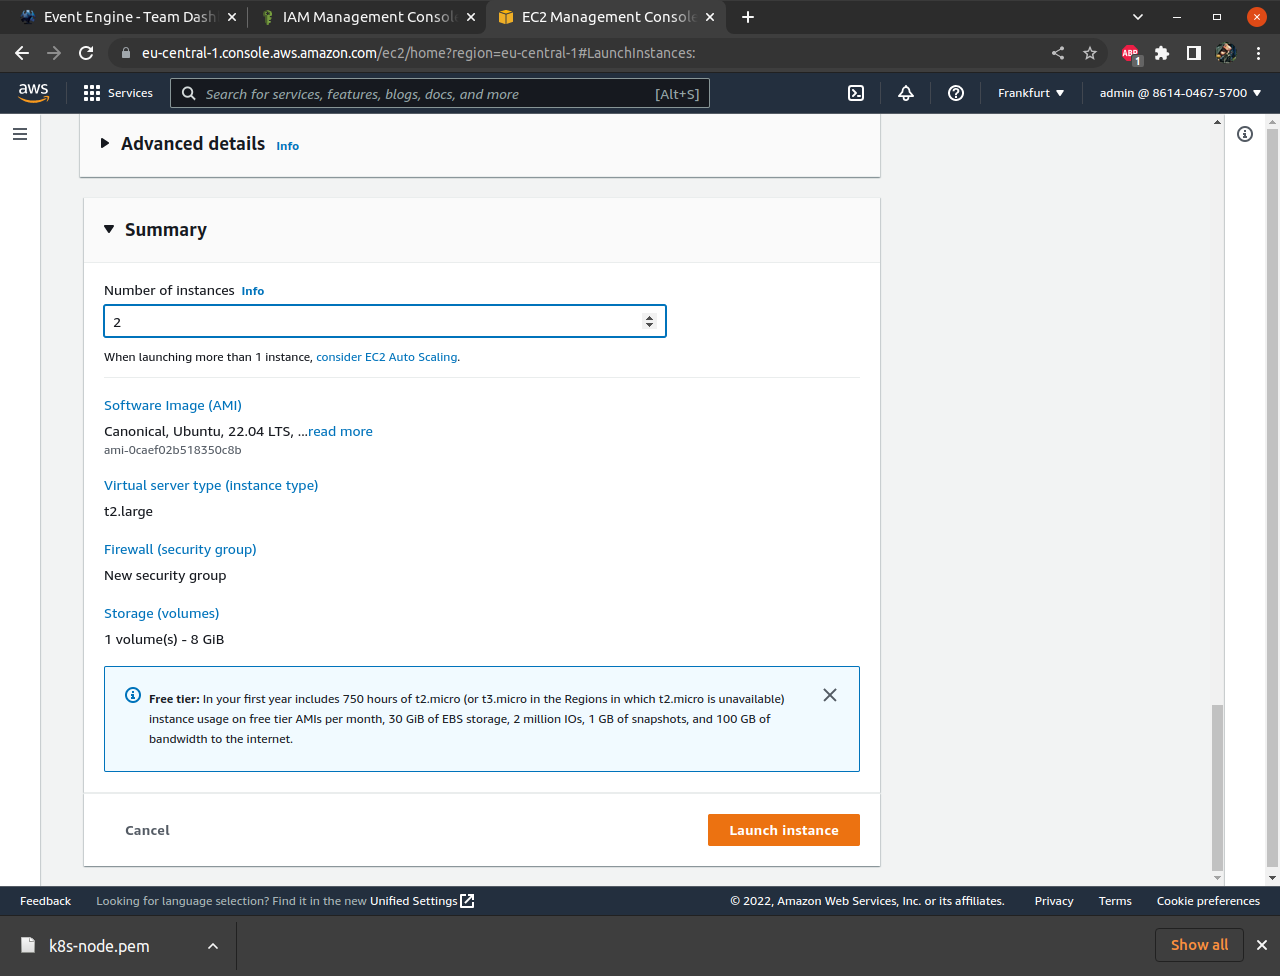 Event Engine - Team Dash
IAM Management Console
EC2 Management Console
eu-central-1.console.aws.amazon.com/ec2/home?region=eu-central-1#LaunchInstances:
ABP
1
aws
Services
Search for services, features, blogs, docs, and more
[Alt+S]
Frankfurt
admin @ 8614-0467-5700
Advanced details Info
Summary
Number of instances Info
2
When launching more than 1 instance, consider EC2 Auto Scaling.
Software Image (AMI)
Canonical, Ubuntu, 22.04 LTS, ...read more
ami-0caef02b518350c8b
Virtual server type (instance type)
t2.large
Firewall (security group)
New security group
Storage (volumes)
1 volume(s) - 8 GiB
Free tier: In your first year includes 750 hours of t2.micro (or t3.micro in the Regions in which t2.micro is unavailable)
instance usage on free tier AMIs per month, 30 GiB of EBS storage, 2 million IOs, 1 GB of snapshots, and 100 GB of
bandwidth to the internet.
Cancel
Launch instance
Feedback
Looking for language selection? Find it in the new Unified Settings
© 2022, Amazon Web Services, Inc. or its affiliates.
Privacy
Terms
Cookie preferences
k8s-node.pem
Show all